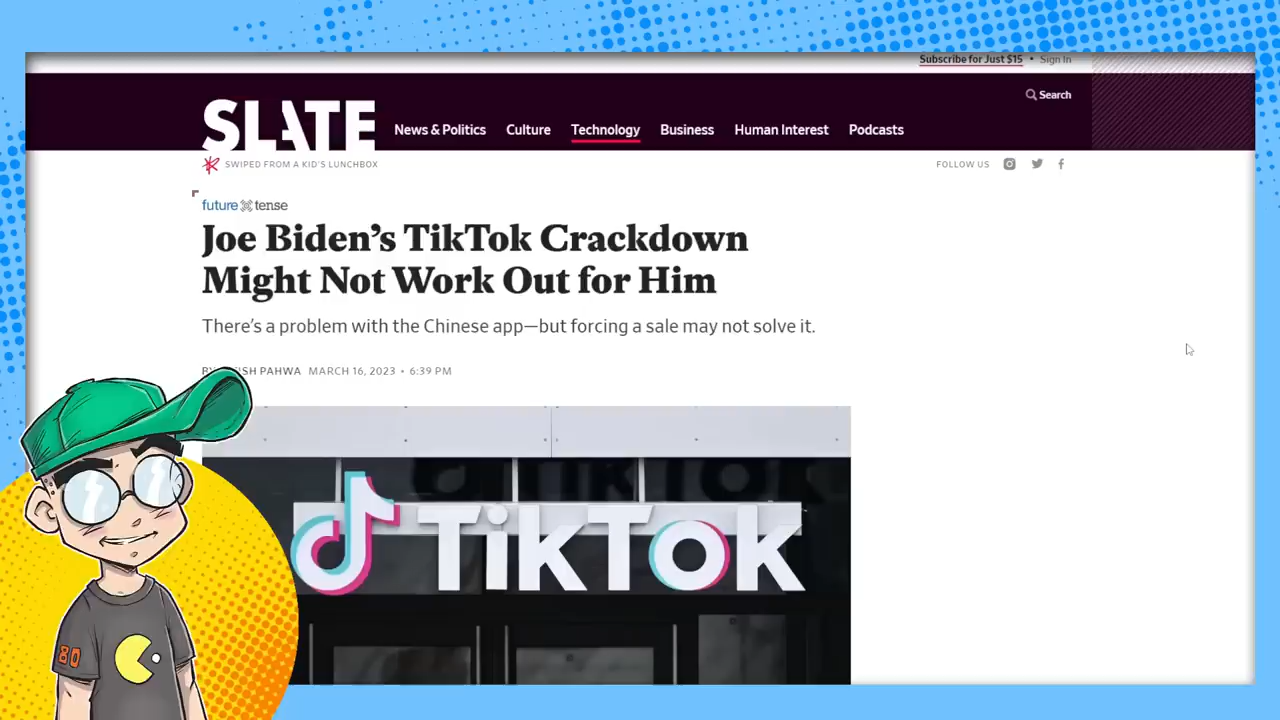 Subscribe for Just $15 • Sign In
Search
SLATE
News & Politics Culture Technology Business Human Interest Podcasts
SWIPED FROM A KID'S LUNCHBOX
FOLLOW US
future tense
Joe Biden's TikTok Crackdown
Might Not Work Out for Him
There's a problem with the Chinese app—but forcing a sale may not solve it.
PAHWA MARCH 16, 2023 • 6:39 PM
TikTok
80